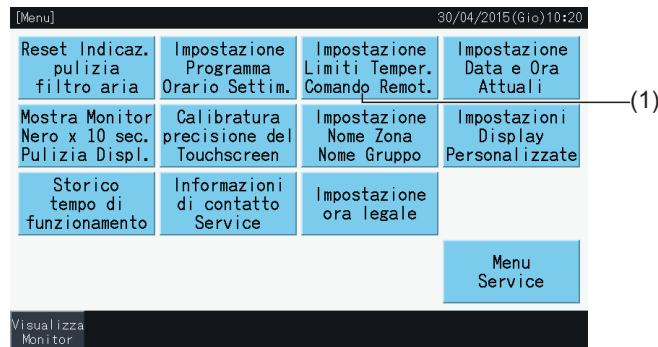 [Menu] 30/04/2015(Gio)10:20
Reset Indicaz.
pulizia
filtro aria
Impostazione
Programma
Orario Settim.
Impostazione
Limiti Temper.
Comando Remot.
Impostazione
Data e Ora
Attuali
(1)
Mostra Monitor
Nero x 10 sec.
Pulizia Displ.
Calibratura
precisione del
Touchscreen
Impostazione
Nome Zona
Nome Gruppo
Impostazioni
Display
Personalizzate
Storico
tempo di
funzionamento
Informazioni
di contatto
Service
Impostazione
ora legale
Menu
Service
Visualizza
Monitor